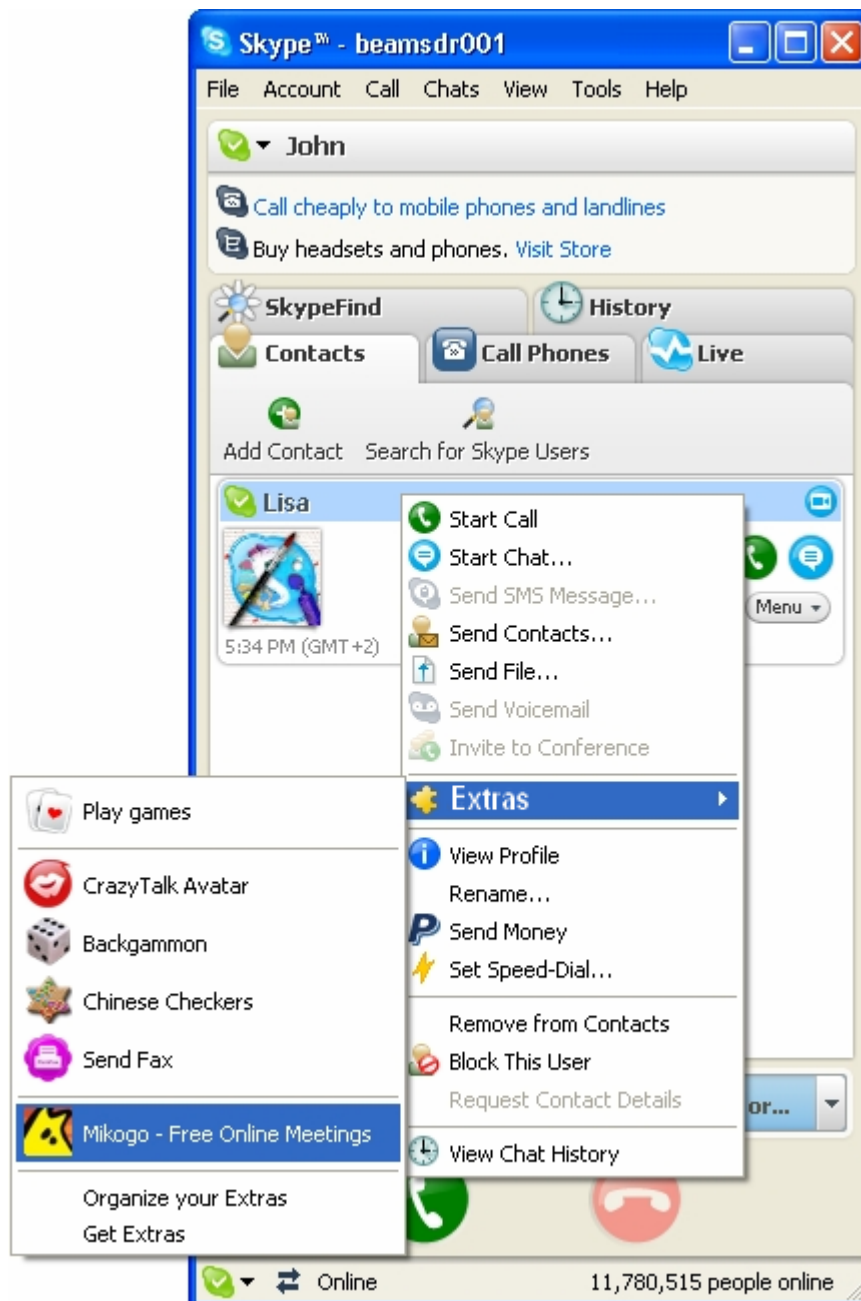 Skype™ - beamsdr001
File Account Call Chats View Tools Help
John
Call cheaply to mobile phones and landlines
Buy headsets and phones. Visit Store
SkypeFind History
Contacts Call Phones Live
Add Contact Search for Skype Users
Lisa
5:34 PM (GMT+2)
Menu
Start Call
Start Chat...
Send SMS Message...
Send Contacts...
Send File...
Send Voicemail
Invite to Conference
Extras
View Profile
Rename...
Send Money
Set Speed-Dial...
Remove from Contacts
Block This User
Request Contact Details
View Chat History
Play games
CrazyTalk Avatar
Backgammon
Chinese Checkers
Send Fax
Mikogo - Free Online Meetings
Organize your Extras
Get Extras
or...
Online 11,780,515 people online